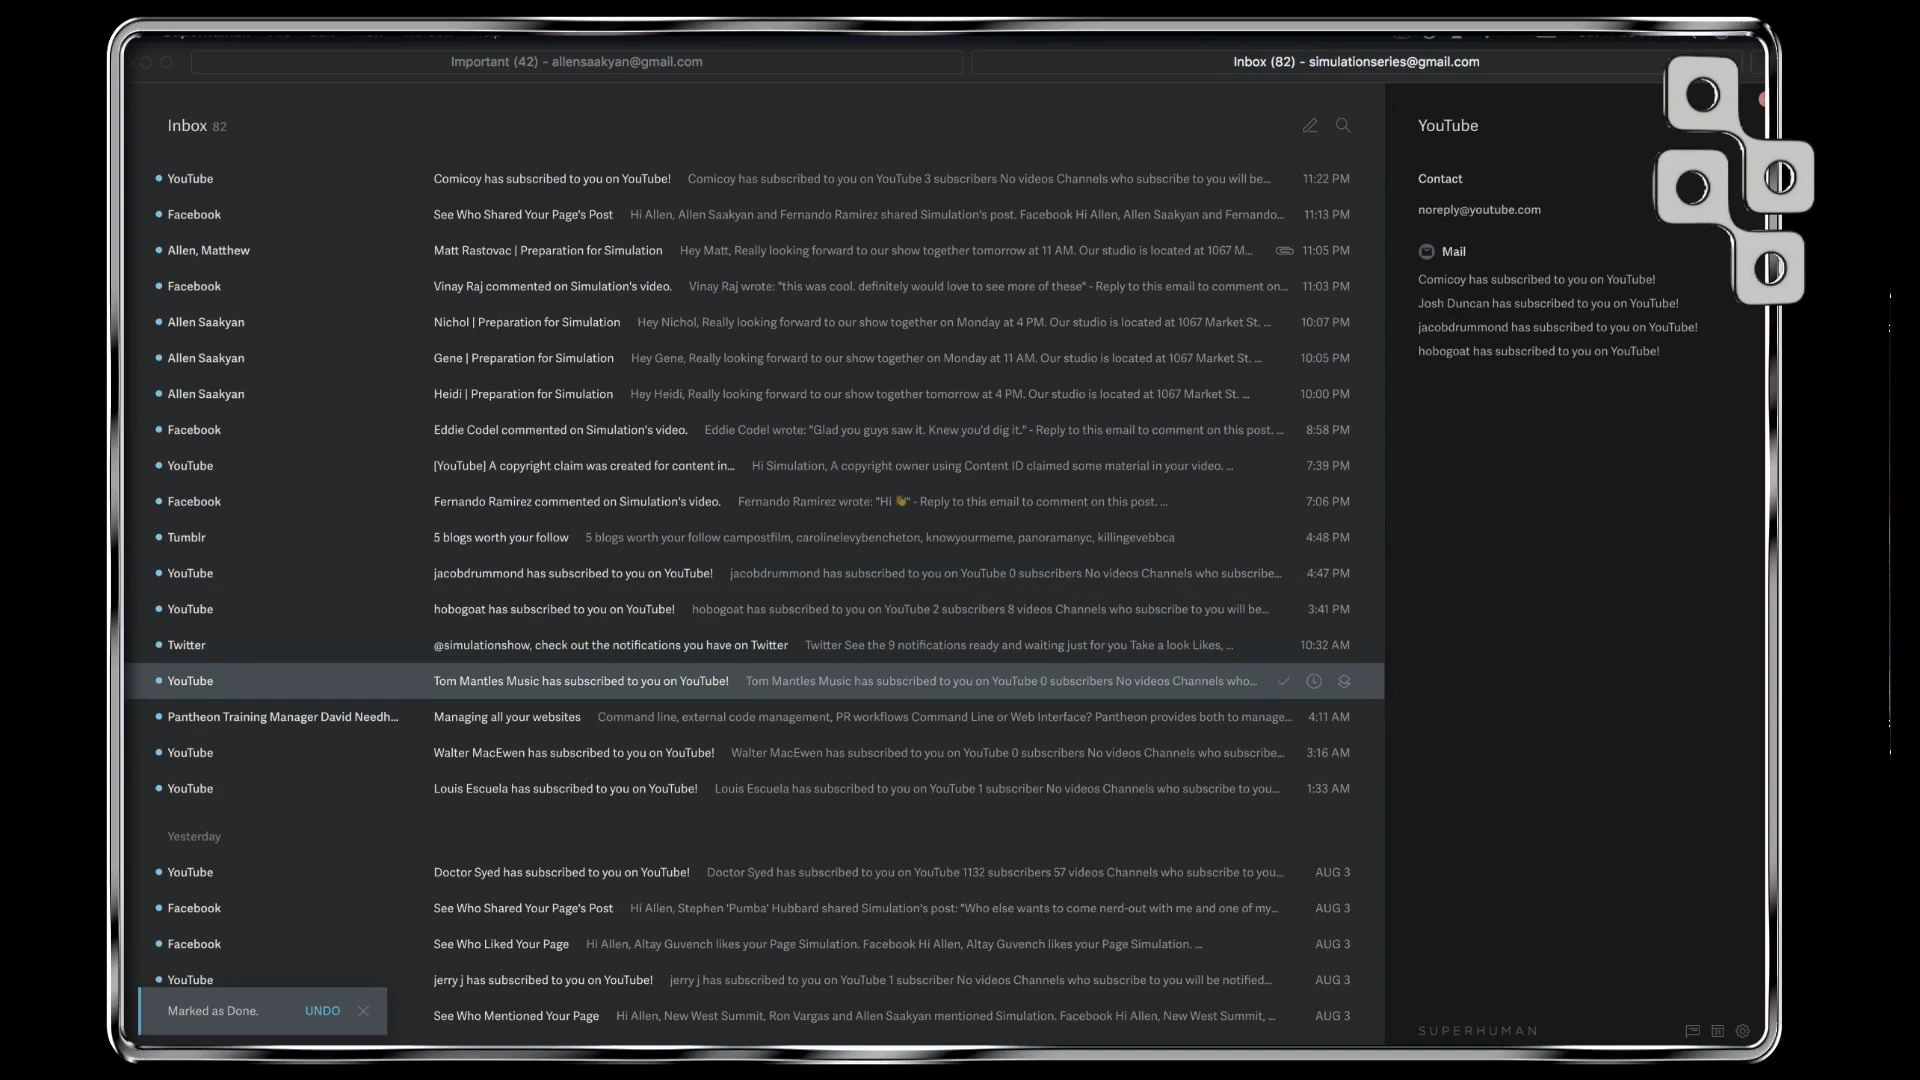 Important (42) - allensaakyan@gmail.com
Inbox (82) - simulationseries@gmail.com
Inbox 82
YouTube Comicoy has subscribed to you on YouTube! Comicoy has subscribed to you on YouTube 3 subscribers No videos Channels who subscribe to you will be... 11:22 PM
Facebook See Who Shared Your Page's Post Hi Allen, Allen Saakyan and Fernando Ramirez shared Simulation's post. Facebook Hi Allen, Allen Saakyan and Fernando... 11:13 PM
Allen, Matthew Matt Rastovac | Preparation for Simulation Hey Matt, Really looking forward to our show together tomorrow at 11 AM. Our studio is located at 1067 M... 11:05 PM
Facebook Vinay Raj commented on Simulation's video. Vinay Raj wrote: "this was cool. definitely would love to see more of these" - Reply to this email to comment on... 11:03 PM
Allen Saakyan Nichol | Preparation for Simulation Hey Nichol, Really looking forward to our show together on Monday at 4 PM. Our studio is located at 1067 Market St. ... 10:07 PM
Allen Saakyan Gene | Preparation for Simulation Hey Gene, Really looking forward to our show together on Monday at 11 AM. Our studio is located at 1067 Market St. ... 10:05 PM
Allen Saakyan Heidi | Preparation for Simulation Hey Heidi, Really looking forward to our show together tomorrow at 4 PM. Our studio is located at 1067 Market St. ... 10:00 PM
Facebook Eddie Codel commented on Simulation's video. Eddie Codel wrote: "Glad you guys saw it. Knew you'd dig it." - Reply to this email to comment on this post. ... 8:58 PM
YouTube [YouTube] A copyright claim was created for content in... Hi Simulation, A copyright owner using Content ID claimed some material in your video. ... 7:39 PM
Facebook Fernando Ramirez commented on Simulation's video. Fernando Ramirez wrote: "Hi 👋" - Reply to this email to comment on this post. ... 7:06 PM
Tumblr 5 blogs worth your follow 5 blogs worth your follow campostfilm, carolinelevybencheton, knowyourmeme, panoramanyc, killingevebbca 4:48 PM
YouTube jacobdrummond has subscribed to you on YouTube! jacobdrummond has subscribed to you on YouTube 0 subscribers No videos Channels who subscribe... 4:47 PM
YouTube hobogoat has subscribed to you on YouTube! hobogoat has subscribed to you on YouTube 2 subscribers 8 videos Channels who subscribe to you will be... 3:41 PM
Twitter @simulationshow, check out the notifications you have on Twitter Twitter See the 9 notifications ready and waiting just for you Take a look Likes, ... 10:32 AM
YouTube Tom Mantles Music has subscribed to you on YouTube! Tom Mantles Music has subscribed to you on YouTube 0 subscribers No videos Channels who...
Pantheon Training Manager David Needh... Managing all your websites Command line, external code management, PR workflows Command Line or Web Interface? Pantheon provides both to manage... 4:11 AM
YouTube Walter MacEwen has subscribed to you on YouTube! Walter MacEwen has subscribed to you on YouTube 0 subscribers No videos Channels who subscribe... 3:16 AM
YouTube Louis Escuela has subscribed to you on YouTube! Louis Escuela has subscribed to you on YouTube 1 subscriber No videos Channels who subscribe to you... 1:33 AM
Yesterday
YouTube Doctor Syed has subscribed to you on YouTube! Doctor Syed has subscribed to you on YouTube 1132 subscribers 57 videos Channels who subscribe to you... AUG 3
Facebook See Who Shared Your Page's Post Hi Allen, Stephen 'Pumba' Hubbard shared Simulation's post: "Who else wants to come nerd-out with me and one of my... AUG 3
Facebook See Who Liked Your Page Hi Allen, Altay Guvench likes your Page Simulation. Facebook Hi Allen, Altay Guvench likes your Page Simulation. ... AUG 3
YouTube jerry j has subscribed to you on YouTube! jerry j has subscribed to you on YouTube 1 subscriber No videos Channels who subscribe to you will be notified... AUG 3
See Who Mentioned Your Page Hi Allen, New West Summit, Ron Vargas and Allen Saakyan mentioned Simulation. Facebook Hi Allen, New West Summit, ... AUG 3
Marked as Done. UNDO
YouTube
Contact
noreply@youtube.com
Mail
Comicoy has subscribed to you on YouTube!
Josh Duncan has subscribed to you on YouTube!
jacobdrummond has subscribed to you on YouTube!
hobogoat has subscribed to you on YouTube!
SUPERHUMAN